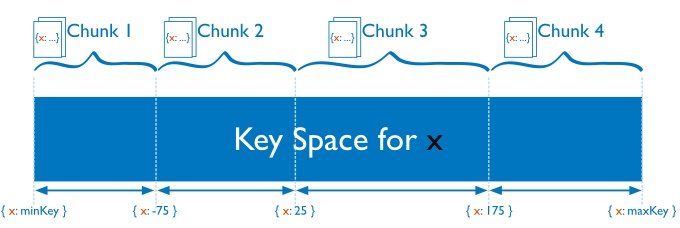 {x: ...} Chunk 1
{x: ...} Chunk 2
{x: ...} Chunk 3
{x: ...} Chunk 4
Key Space for x
{ x: minKey }
{ x: -75 }
{ x: 25 }
{ x: 175 }
{ x: maxKey }